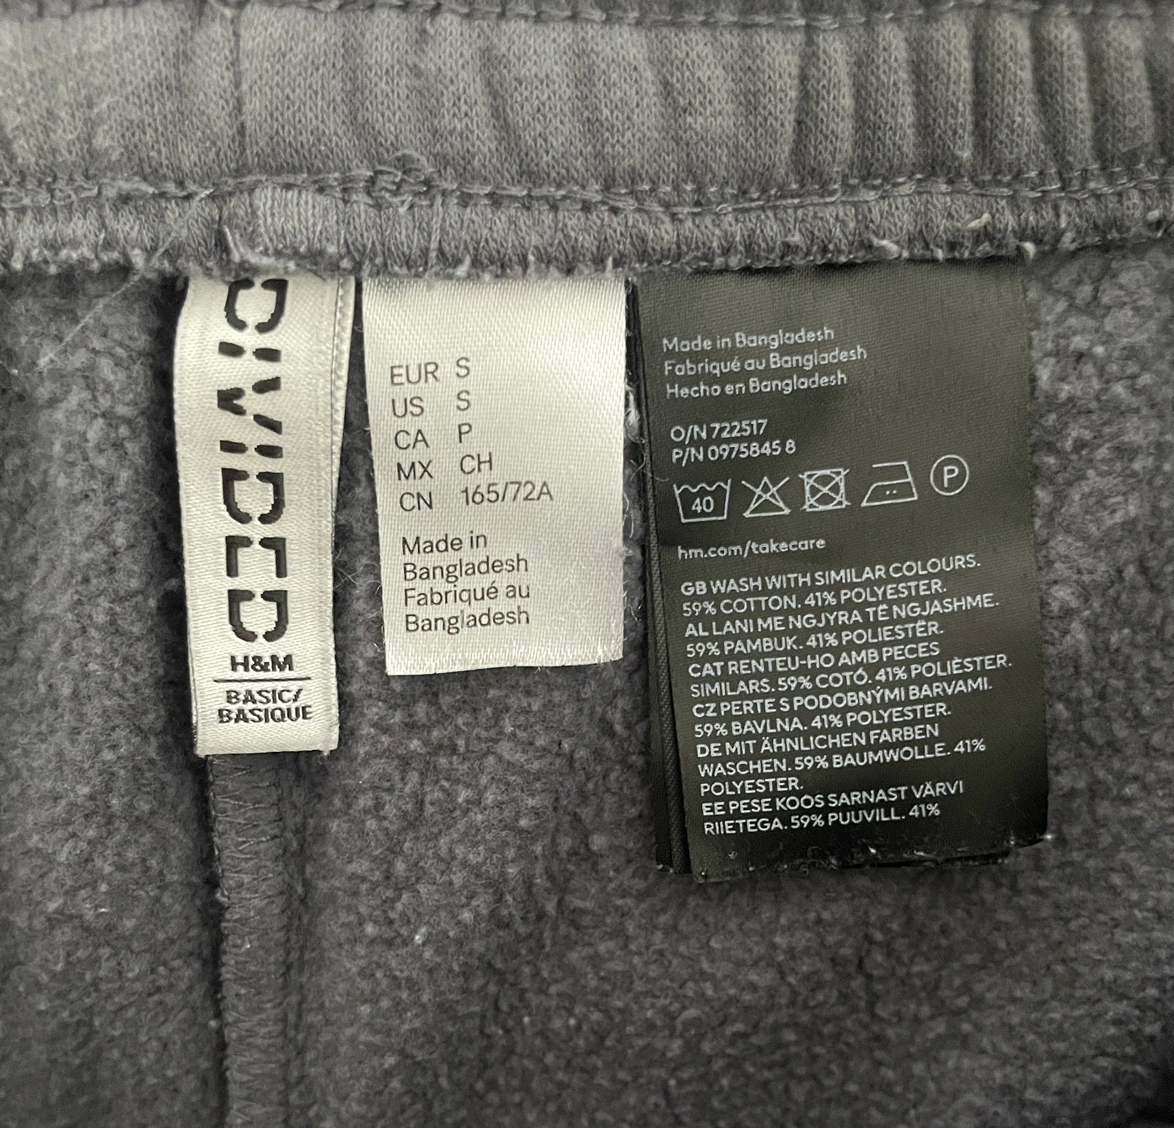 DIVIDED
H&M
BASIC/
BASIQUE
EUR S
US S
CA P
MX CH
CN 165/72A
Made in
Bangladesh
Fabriqué au
Bangladesh
Made in Bangladesh
Fabriqué au Bangladesh
Hecho en Bangladesh
O/N 722517
P/N 0975845 8
40
P
hm.com/takecare
GB WASH WITH SIMILAR COLOURS.
59% COTTON. 41% POLYESTER.
AL LANI ME NGJYRA TË NGJASHME.
59% PAMBUK. 41% POLIESTËR.
CAT RENTEU-HO AMB PECES
SIMILARS. 59% COTÓ. 41% POLIÈSTER.
CZ PERTE S PODOBNÝMI BARVAMI.
59% BAVLNA. 41% POLYESTER.
DE MIT ÄHNLICHEN FARBEN
WASCHEN. 59% BAUMWOLLE. 41%
POLYESTER.
EE PESE KOOS SARNAST VÄRVI
RIIETEGA. 59% PUUVILL. 41%